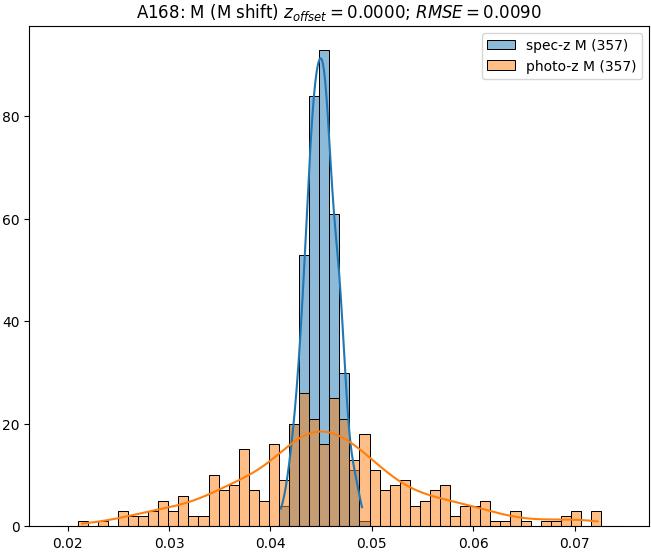 A168: M (M shift) z_offset = 0.0000; RMSE = 0.0090
spec-z M (357)
photo-z M (357)
80
60
40
20
0
0.02 0.03 0.04 0.05 0.06 0.07